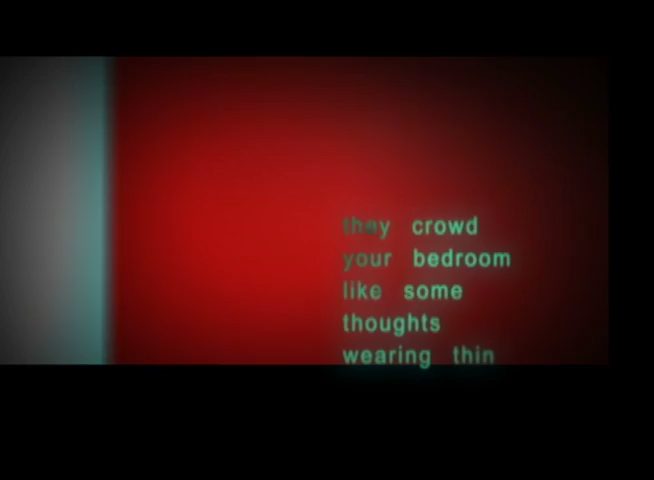 they crowd
your bedroom
like some
thoughts
wearing thin